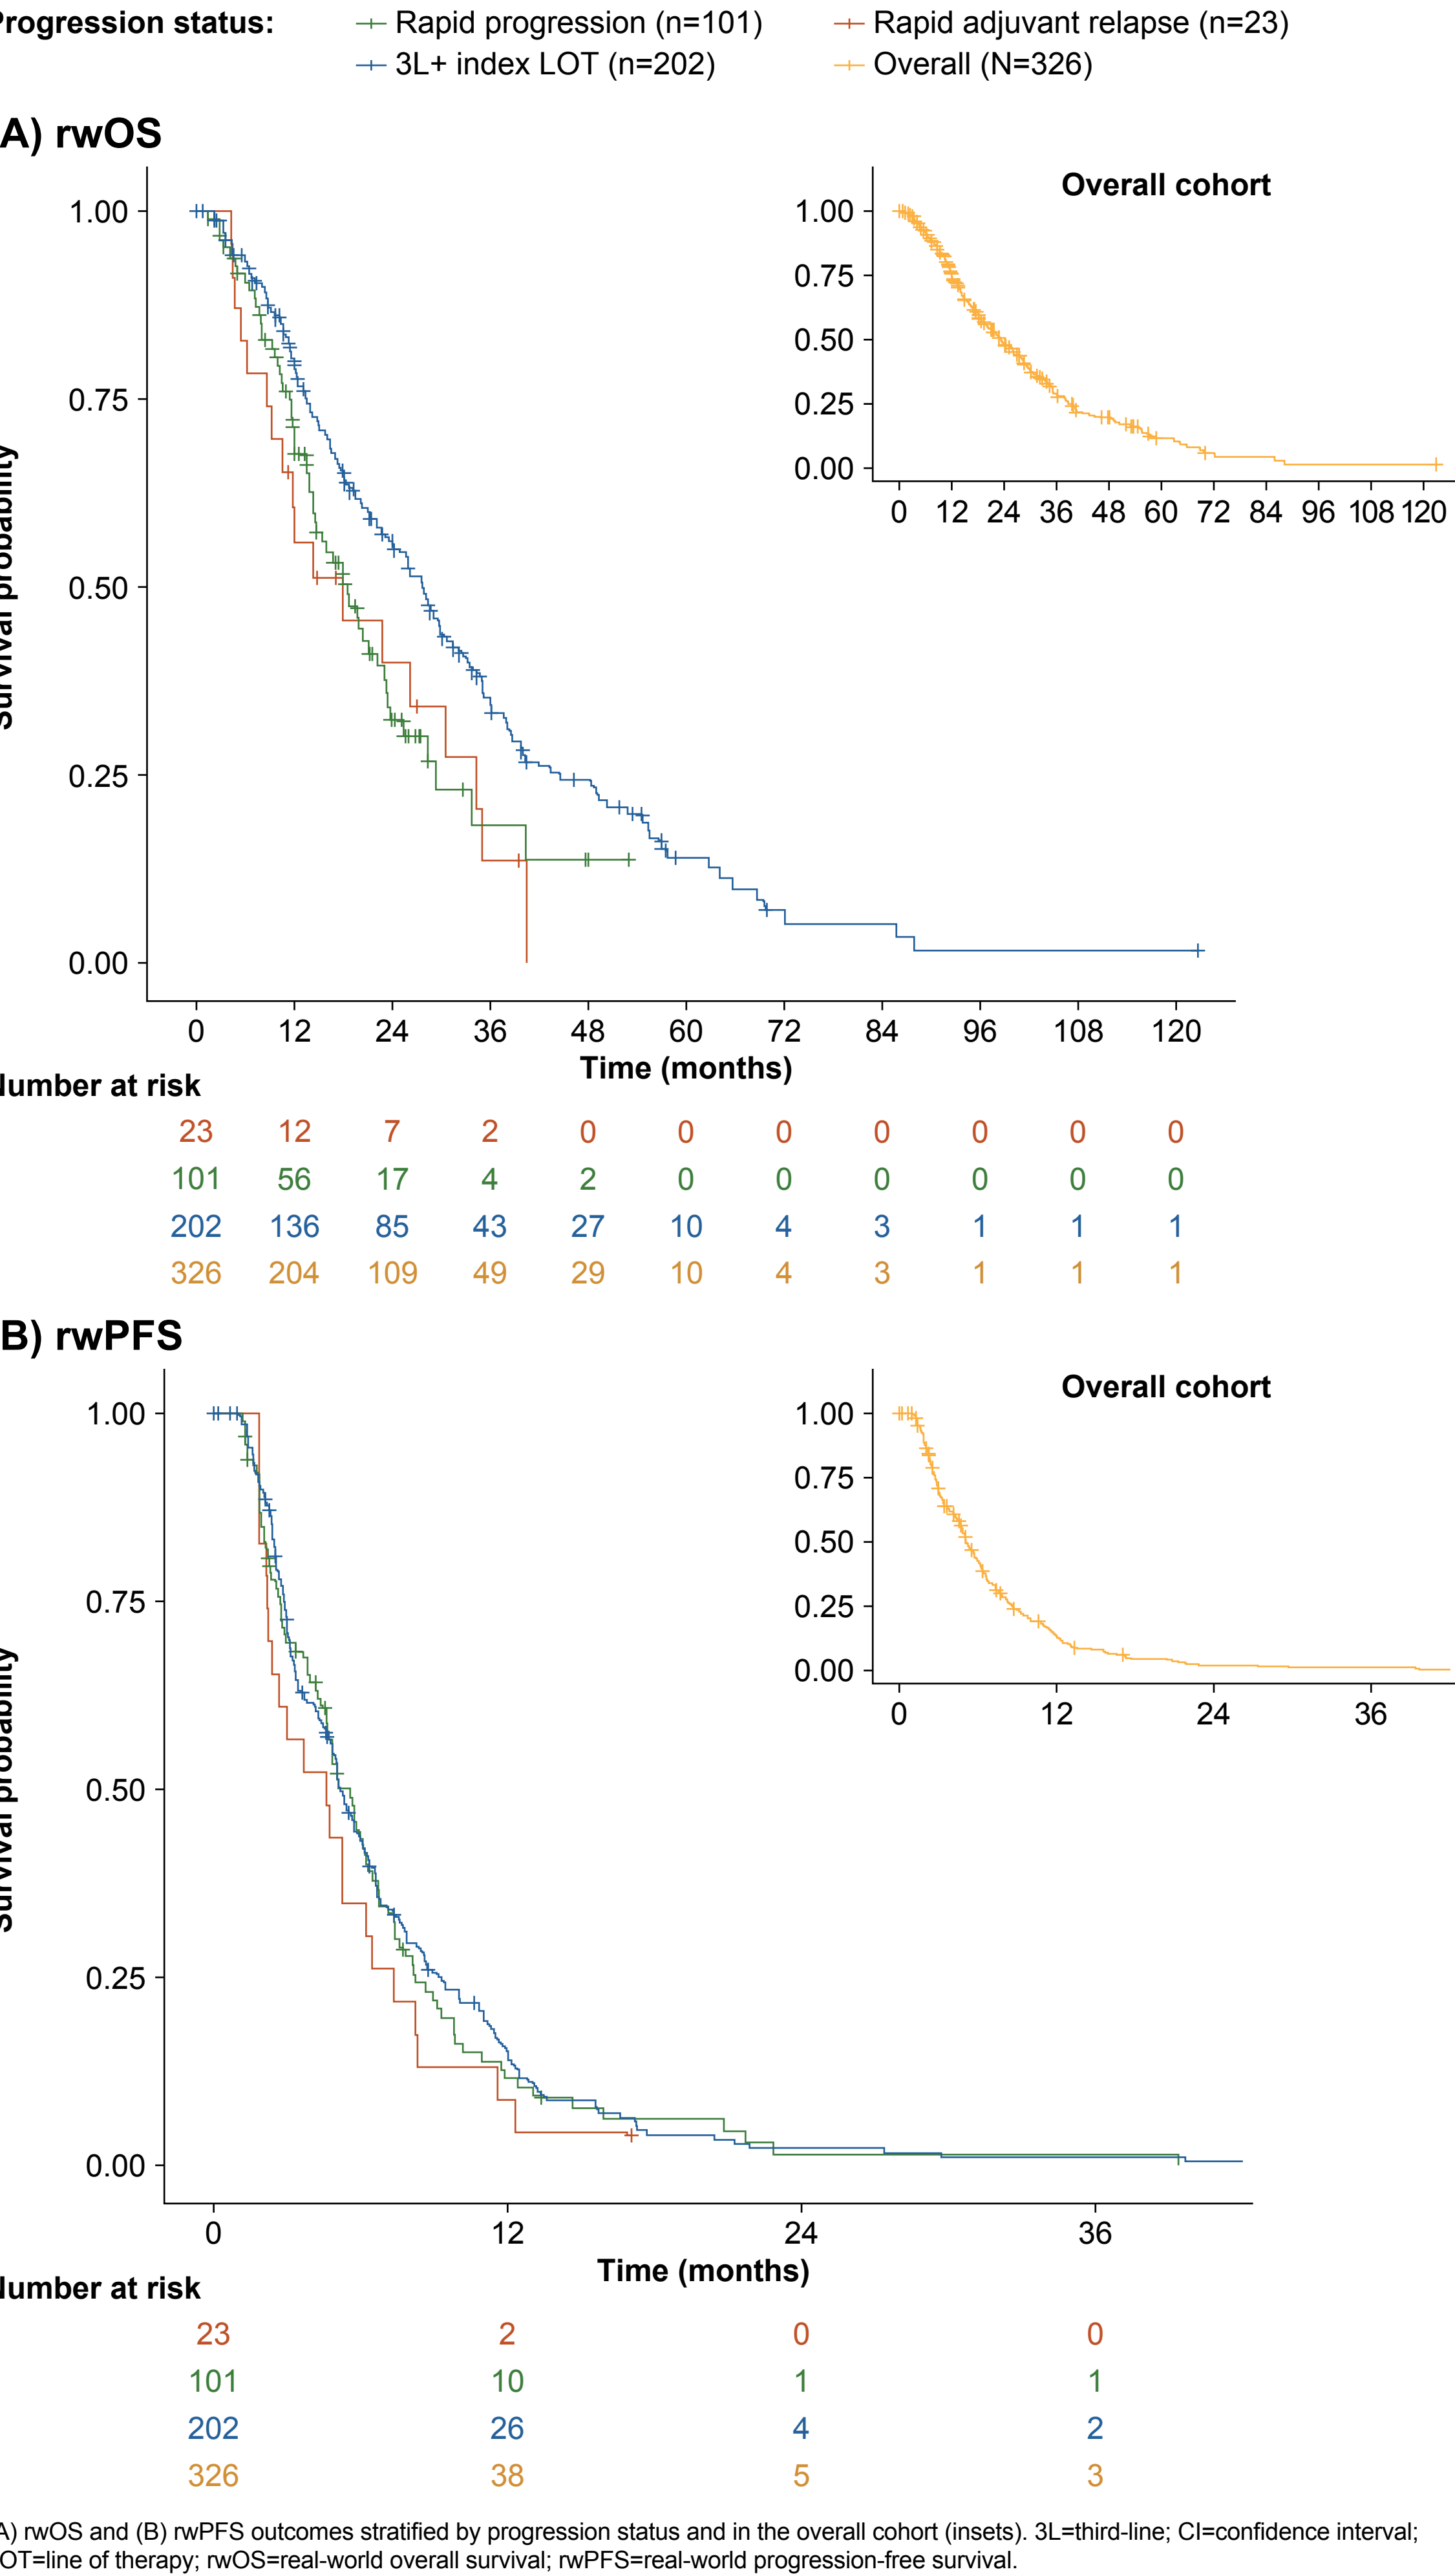 Progression status:
Rapid progression (n=101)
Rapid adjuvant relapse (n=23)
3L+ index LOT (n=202)
Overall (N=326)
A) rwOS
Overall cohort
1.00
0.75
0.50
0.25
0.00
0 12 24 36 48 60 72 84 96 108 120
Survival probability
1.00
0.75
0.50
0.25
0.00
0 12 24 36 48 60 72 84 96 108 120
Time (months)
Number at risk
23 12 7 2 0 0 0 0 0 0 0
101 56 17 4 2 0 0 0 0 0 0
202 136 85 43 27 10 4 3 1 1 1
326 204 109 49 29 10 4 3 1 1 1
B) rwPFS
Overall cohort
1.00
0.75
0.50
0.25
0.00
0 12 24 36
Survival probability
1.00
0.75
0.50
0.25
0.00
0 12 24 36
Time (months)
Number at risk
23 2 0 0
101 10 1 1
202 26 4 2
326 38 5 3
A) rwOS and (B) rwPFS outcomes stratified by progression status and in the overall cohort (insets). 3L=third-line; CI=confidence interval;
OT=line of therapy; rwOS=real-world overall survival; rwPFS=real-world progression-free survival.